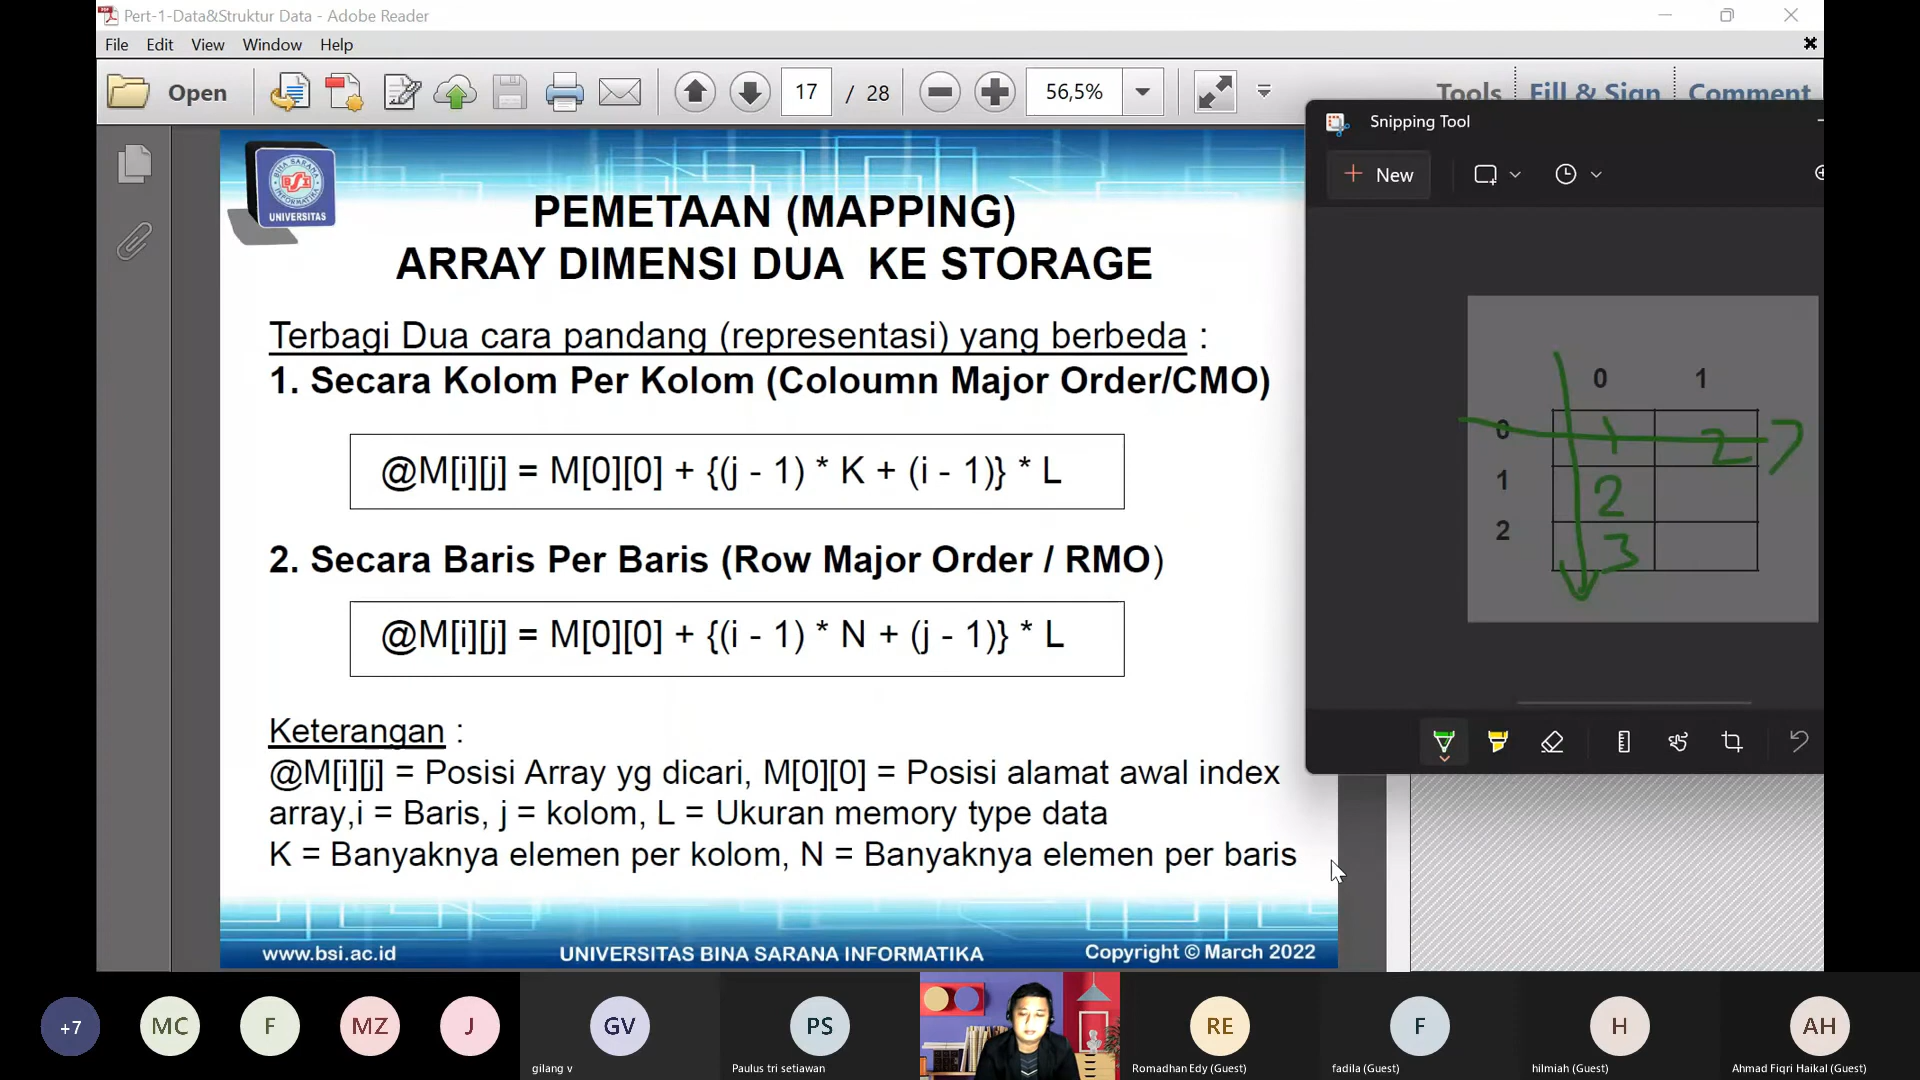 Pert-1-Data&Struktur Data - Adobe Reader
File Edit View Window Help
Open 17 / 28 56,5% Tools Fill & Sign Comment
BINA SARANA
BSI
INFORMATIKA
UNIVERSITAS
PEMETAAN (MAPPING)
ARRAY DIMENSI DUA KE STORAGE
Terbagi Dua cara pandang (representasi) yang berbeda :
1. Secara Kolom Per Kolom (Coloumn Major Order/CMO)
@M[i][j] = M[0][0] + {(j - 1) * K + (i - 1)} * L
2. Secara Baris Per Baris (Row Major Order / RMO)
@M[i][j] = M[0][0] + {(i - 1) * N + (j - 1)} * L
Keterangan :
@M[i][j] = Posisi Array yg dicari, M[0][0] = Posisi alamat awal index
array,i = Baris, j = kolom, L = Ukuran memory type data
K = Banyaknya elemen per kolom, N = Banyaknya elemen per baris
www.bsi.ac.id UNIVERSITAS BINA SARANA INFORMATIKA Copyright © March 2022
Snipping Tool
New
0 1
0 1 2
1 2
2 3
+7 MC F MZ J GV PS RE F H AH
gilang v Paulus tri setiawan Romadhan Edy (Guest) fadila (Guest) hilmiah (Guest) Ahmad Fiqri Haikal (Guest)